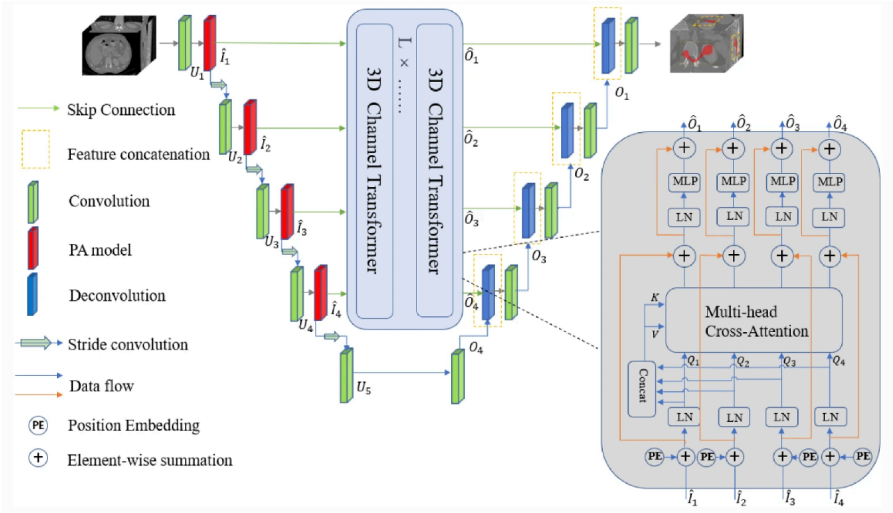 Î₁
U₁
Î₂
U₂
Î₃
U₃
Î₄
U₄
U₅
3D Channel Transformer
L × ......
3D Channel Transformer
Ô₁
Ô₂
Ô₃
Ô₄
O₄
O₃
O₂
O₁
Skip Connection
Feature concatenation
Convolution
PA model
Deconvolution
Stride convolution
Data flow
PE Position Embedding
+ Element-wise summation
Ô₁ Ô₂ Ô₃ Ô₄
+ + + +
MLP MLP MLP MLP
LN LN LN LN
+ + + +
K
V
Multi-head
Cross-Attention
Q₁ Q₂ Q₃ Q₄
Concat
LN LN LN LN
PE + PE + + PE + PE
Î₁ Î₂ Î₃ Î₄